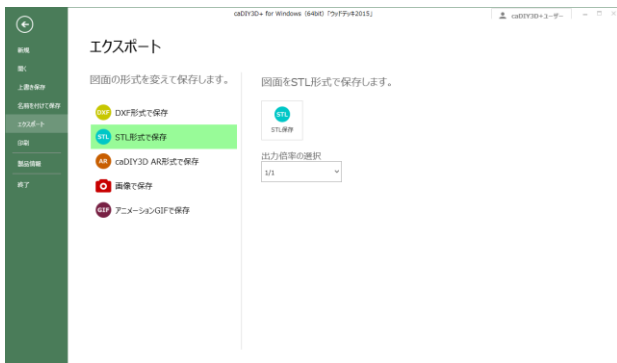 caDIY3D+ for Windows (64bit)「ウッドデッキ2015」
caDIY3D+ユーザー
新規
開く
上書き保存
名前を付けて保存
エクスポート
印刷
製品情報
終了
エクスポート
図面の形式を変えて保存します。
DXF DXF形式で保存
STL STL形式で保存
AR caDIY3D AR形式で保存
画像で保存
GIF アニメーションGIFで保存
図面をSTL形式で保存します。
STL
STL保存
出力倍率の選択
1/1